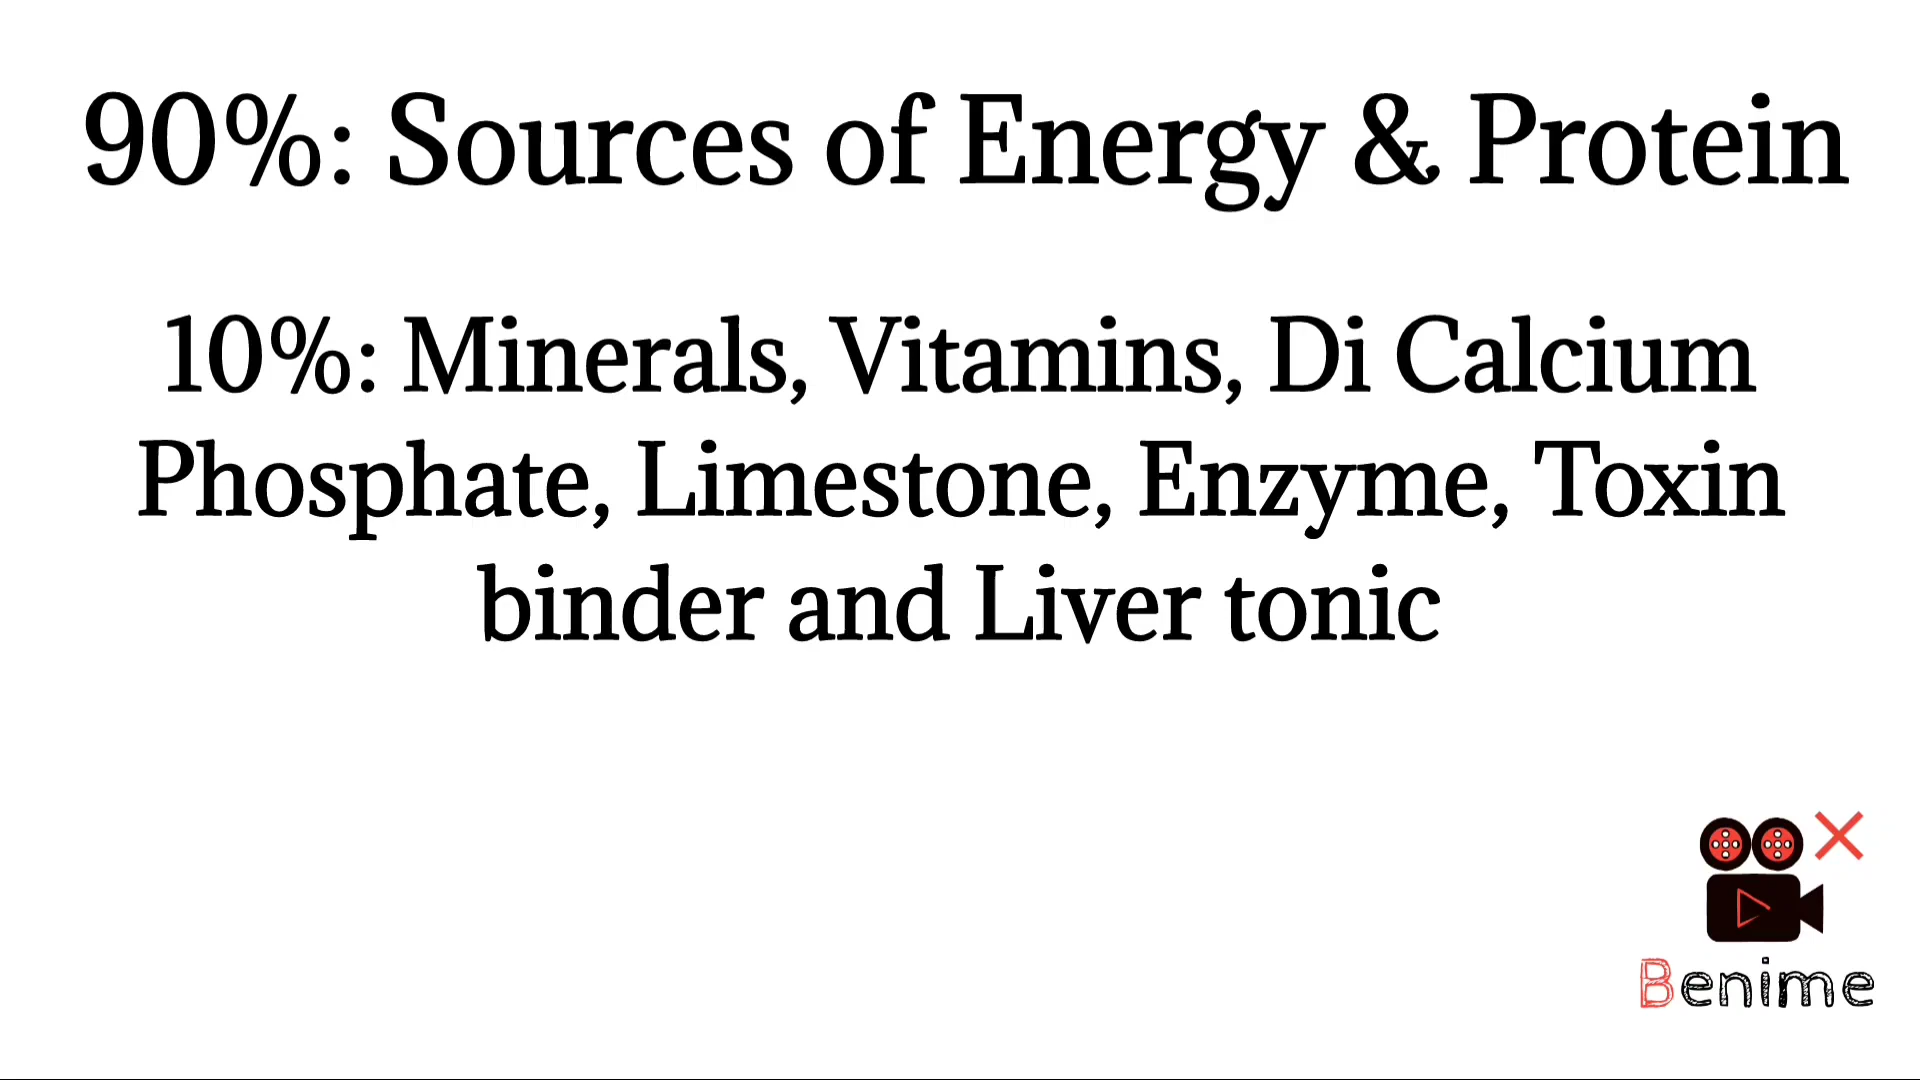 90%: Sources of Energy & Protein
10%: Minerals, Vitamins, Di Calcium
Phosphate, Limestone, Enzyme, Toxin
binder and Liver tonic
Benime